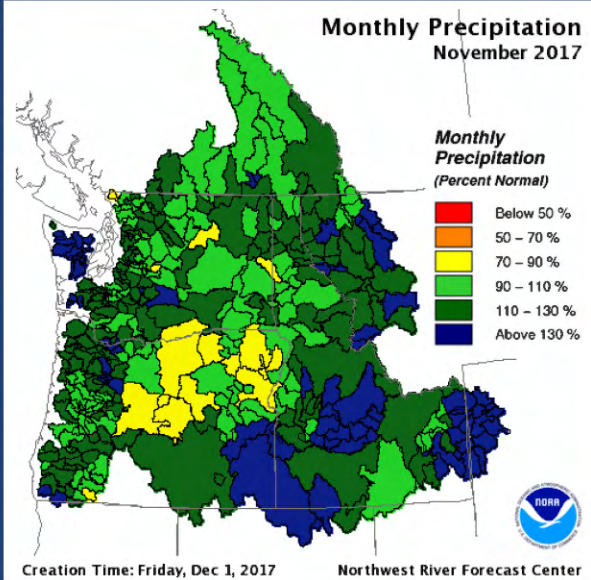 Monthly Precipitation
November 2017
Monthly
Precipitation
(Percent Normal)
Below 50 %
50 – 70 %
70 – 90 %
90 – 110 %
110 – 130 %
Above 130 %
NOAA
Creation Time: Friday, Dec 1, 2017
Northwest River Forecast Center